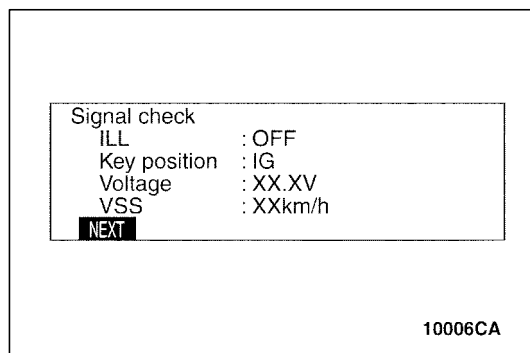 Signal check
ILL : OFF
Key position : IG
Voltage : XX.XV
VSS : XXkm/h
NEXT
10006CA